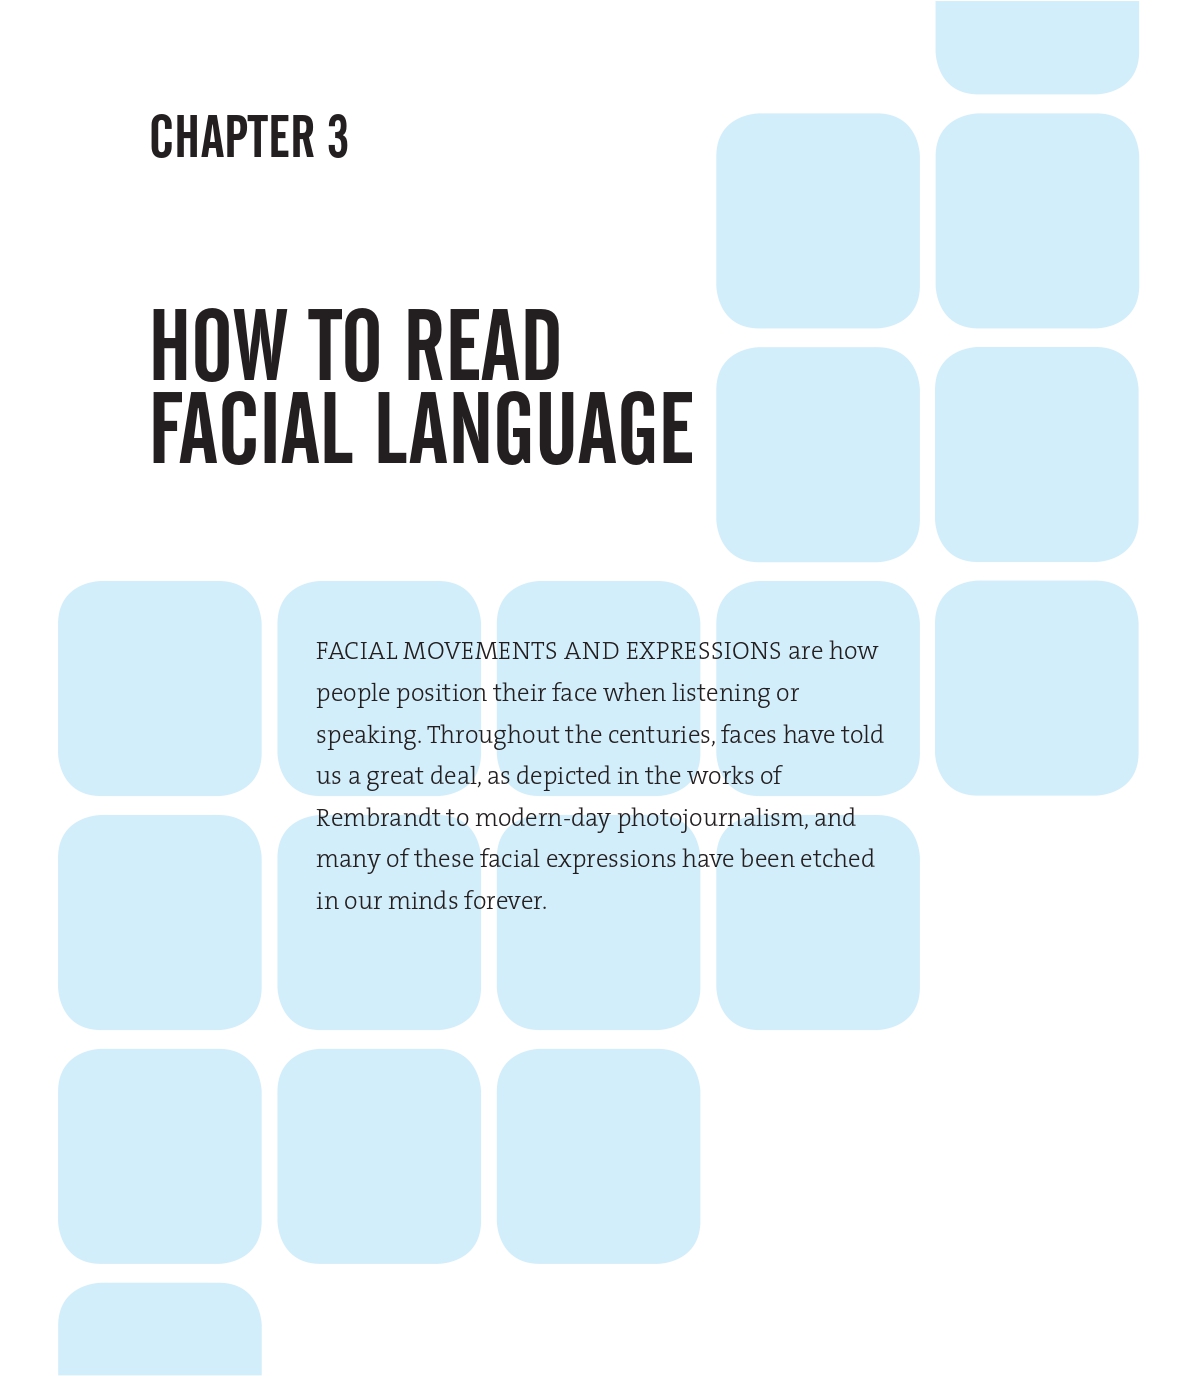 CHAPTER 3
HOW TO READ
FACIAL LANGUAGE
FACIAL MOVEMENTS AND EXPRESSIONS are how
people position their face when listening or
speaking. Throughout the centuries, faces have told
us a great deal, as depicted in the works of
Rembrandt to modern-day photojournalism, and
many of these facial expressions have been etched
in our minds forever.